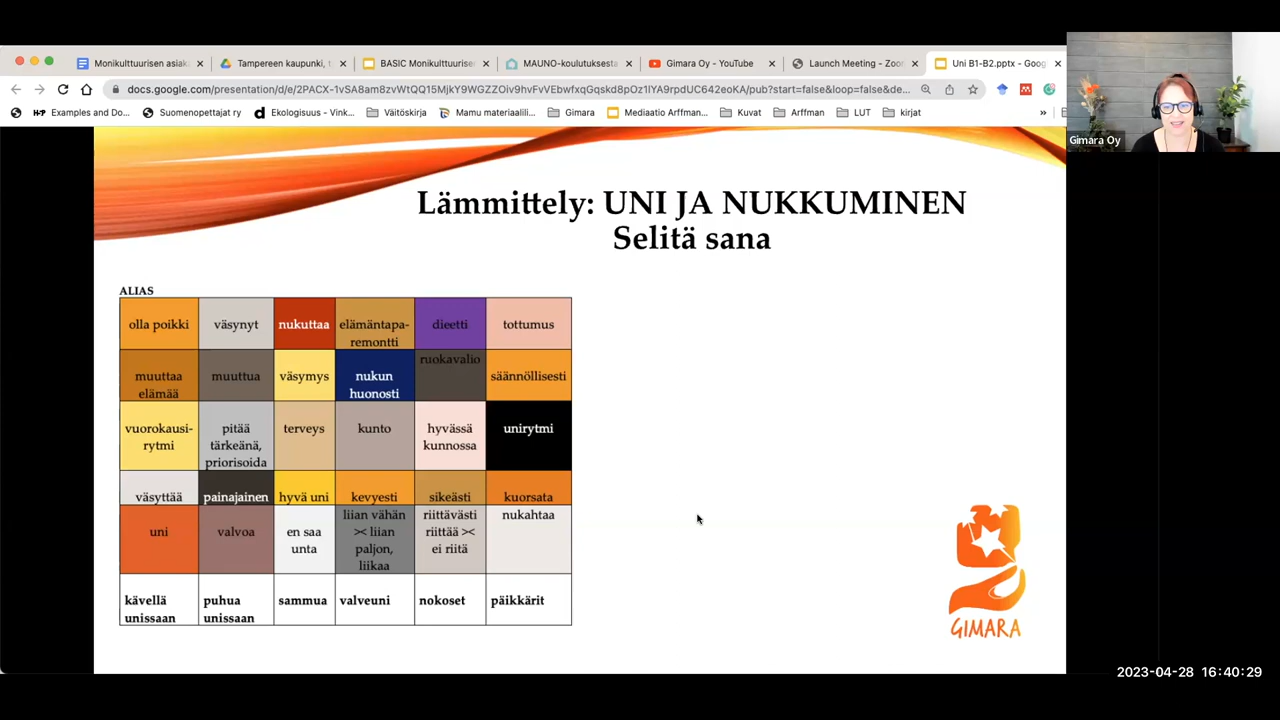 Monikulttuurisen asiak
Tampereen kaupunki, t
BASIC Monikulttuurise
MAUNO-koulutuksesta
Gimara Oy - YouTube
Launch Meeting - Zoo
Uni B1-B2.pptx - Goog
docs.google.com/presentation/d/e/2PACX-1vSA8am8zvWtQQ15MjkY9WGZZOiv9hvFvVEbwfxqGqskd8pOz1IYA9rpdUC642eoKA/pub?start=false&loop=false&de...
Examples and Do...
Suomenopettajat ry
Ekologisuus - Vink...
Väitöskirja
Mamu materiaalili...
Gimara
Mediaatio Arffman...
Kuvat
Arffman
LUT
kirjat
»
Gimara Oy
Lämmittely: UNI JA NUKKUMINEN
Selitä sana
ALIAS
olla poikki
väsynyt
nukuttaa
elämäntapa-
remontti
dieetti
tottumus
muuttaa
elämää
muuttua
väsymys
nukun
huonosti
ruokavalio
säännöllisesti
vuorokausi-
rytmi
pitää
tärkeänä,
priorisoida
terveys
kunto
hyvässä
kunnossa
unirytmi
väsyttää
painajainen
hyvä uni
kevyesti
sikeästi
kuorsata
uni
valvoa
en saa
unta
liian vähän
>< liian
paljon,
liikaa
riittävästi
riittää ><
ei riitä
nukahtaa
kävellä
unissaan
puhua
unissaan
sammua
valveuni
nokoset
päikkärit
GIMARA
2023-04-28 16:40:29